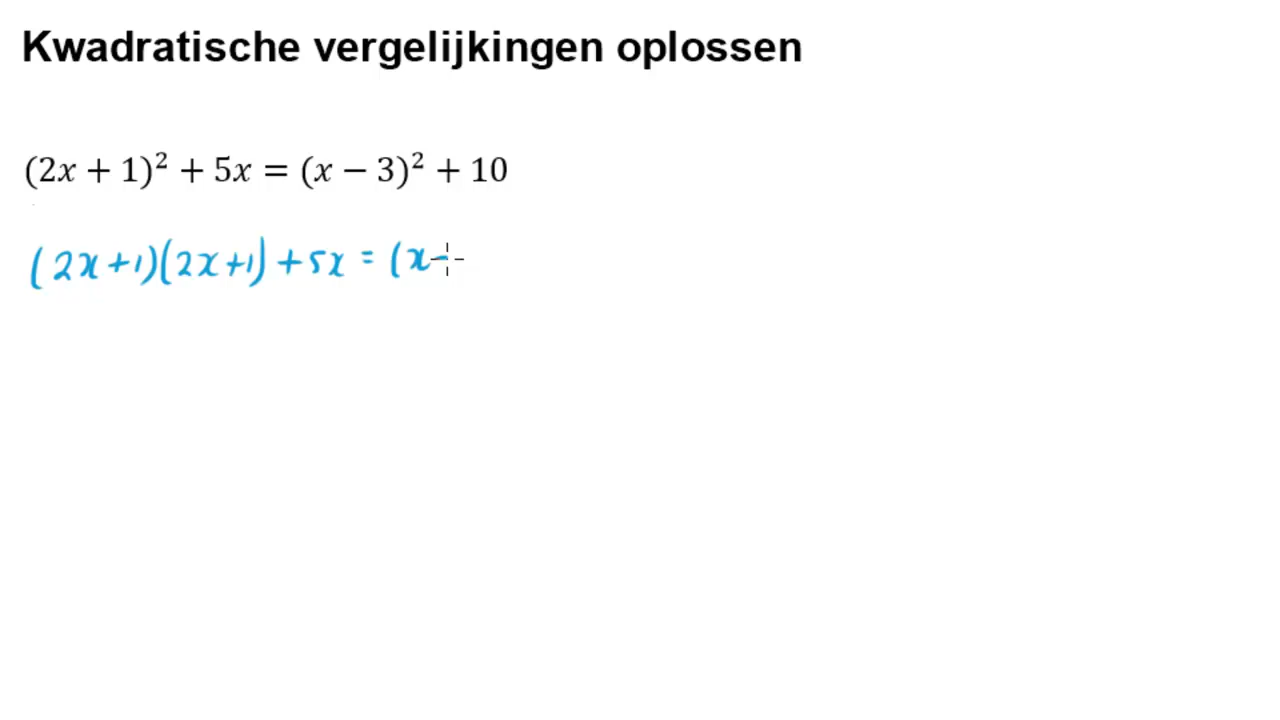 Kwadratische vergelijkingen oplossen
(2x + 1)² + 5x = (x − 3)² + 10
(2x+1)(2x+1) +5x = (x-